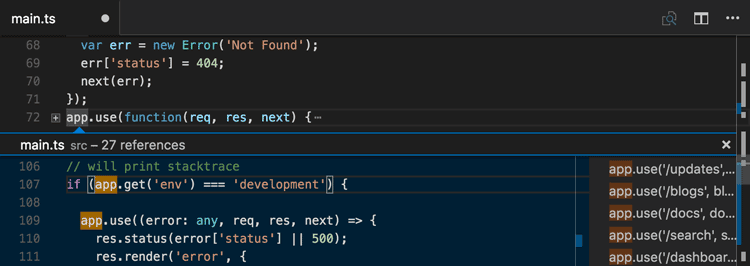 main.ts
68 var err = new Error('Not Found');
69 err['status'] = 404;
70 next(err);
71 });
72 app.use(function(req, res, next) {
main.ts src – 27 references
106 // will print stacktrace
107 if (app.get('env') === 'development') {
108
109 app.use((error: any, req, res, next) => {
110 res.status(error['status'] || 500);
111 res.render('error', {
app.use('/updates',
app.use('/blogs', bl
app.use('/docs', do
app.use('/search', s
app.use('/dashboar